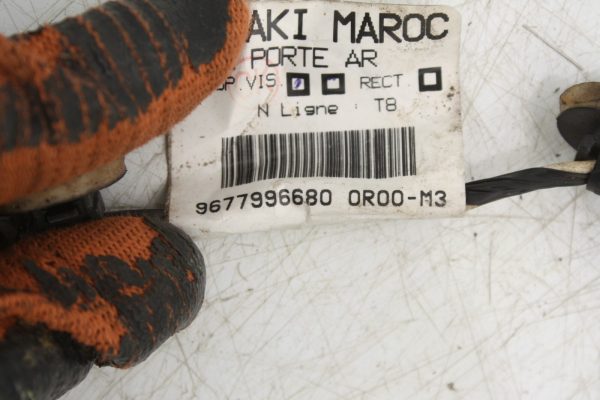 AKI MAROC
PORTE AR
VIS RECT
N Ligne : T8
9677996680 0R00-M3